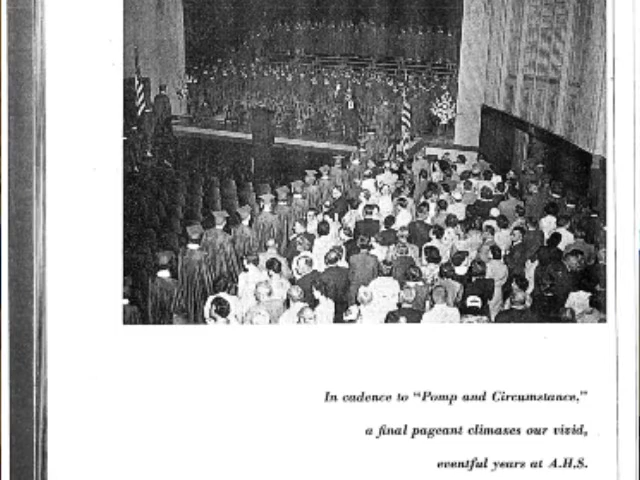 In cadence to "Pomp and Circumstance,"
a final pageant climaxes our vivid,
eventful years at A.H.S.